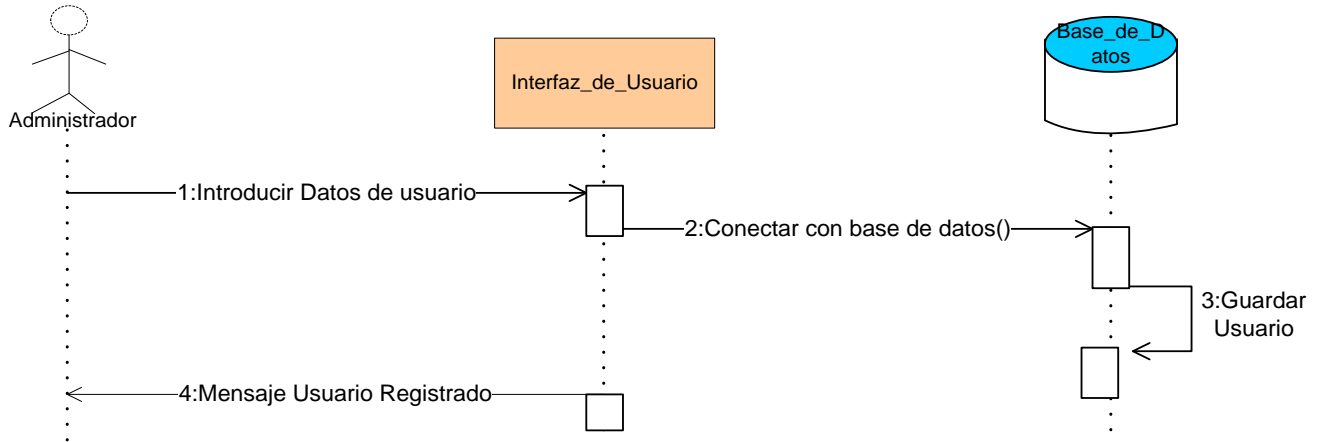 Administrador
Interfaz_de_Usuario
Base_de_D
atos
1:Introducir Datos de usuario
2:Conectar con base de datos()
3:Guardar
Usuario
4:Mensaje Usuario Registrado